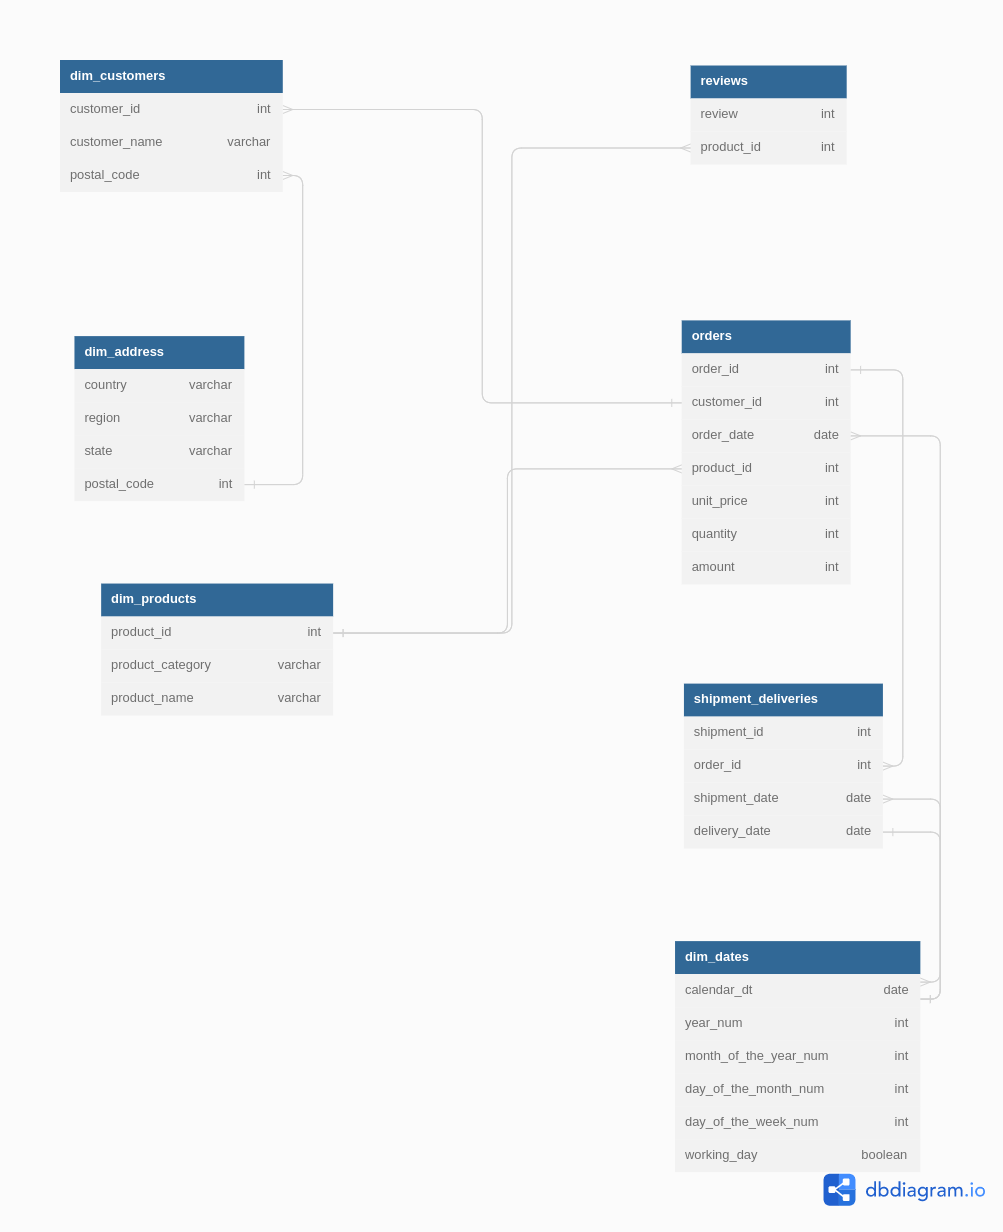 dim_customers
customer_id int
customer_name varchar
postal_code int
reviews
review int
product_id int
dim_address
country varchar
region varchar
state varchar
postal_code int
orders
order_id int
customer_id int
order_date date
product_id int
unit_price int
quantity int
amount int
dim_products
product_id int
product_category varchar
product_name varchar
shipment_deliveries
shipment_id int
order_id int
shipment_date date
delivery_date date
dim_dates
calendar_dt date
year_num int
month_of_the_year_num int
day_of_the_month_num int
day_of_the_week_num int
working_day boolean
dbdiagram.io